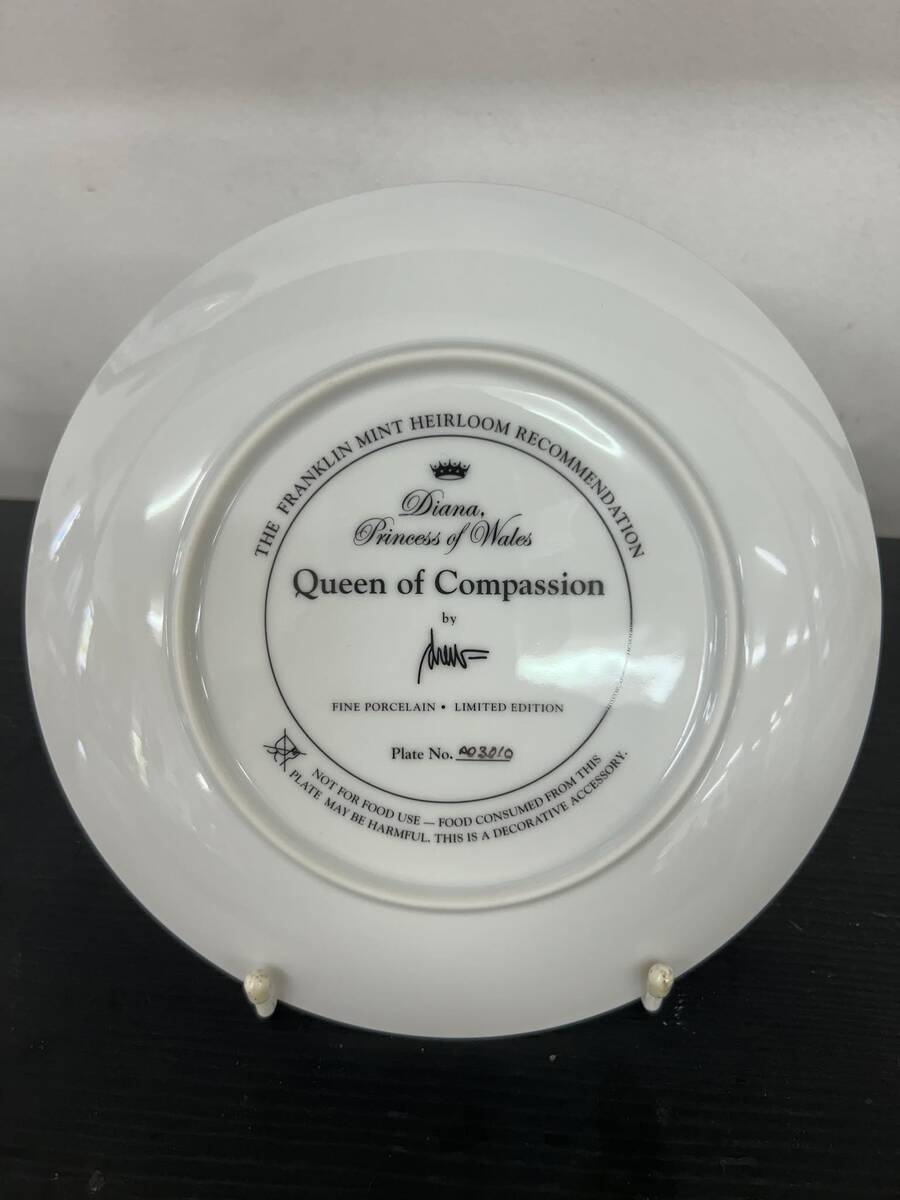 THE FRANKLIN MINT HEIRLOOM RECOMMENDATION
Diana,
Princess of Wales
Queen of Compassion
by
FINE PORCELAIN • LIMITED EDITION
Plate No. A03010
NOT FOR FOOD USE — FOOD CONSUMED FROM THIS
PLATE MAY BE HARMFUL. THIS IS A DECORATIVE ACCESSORY.